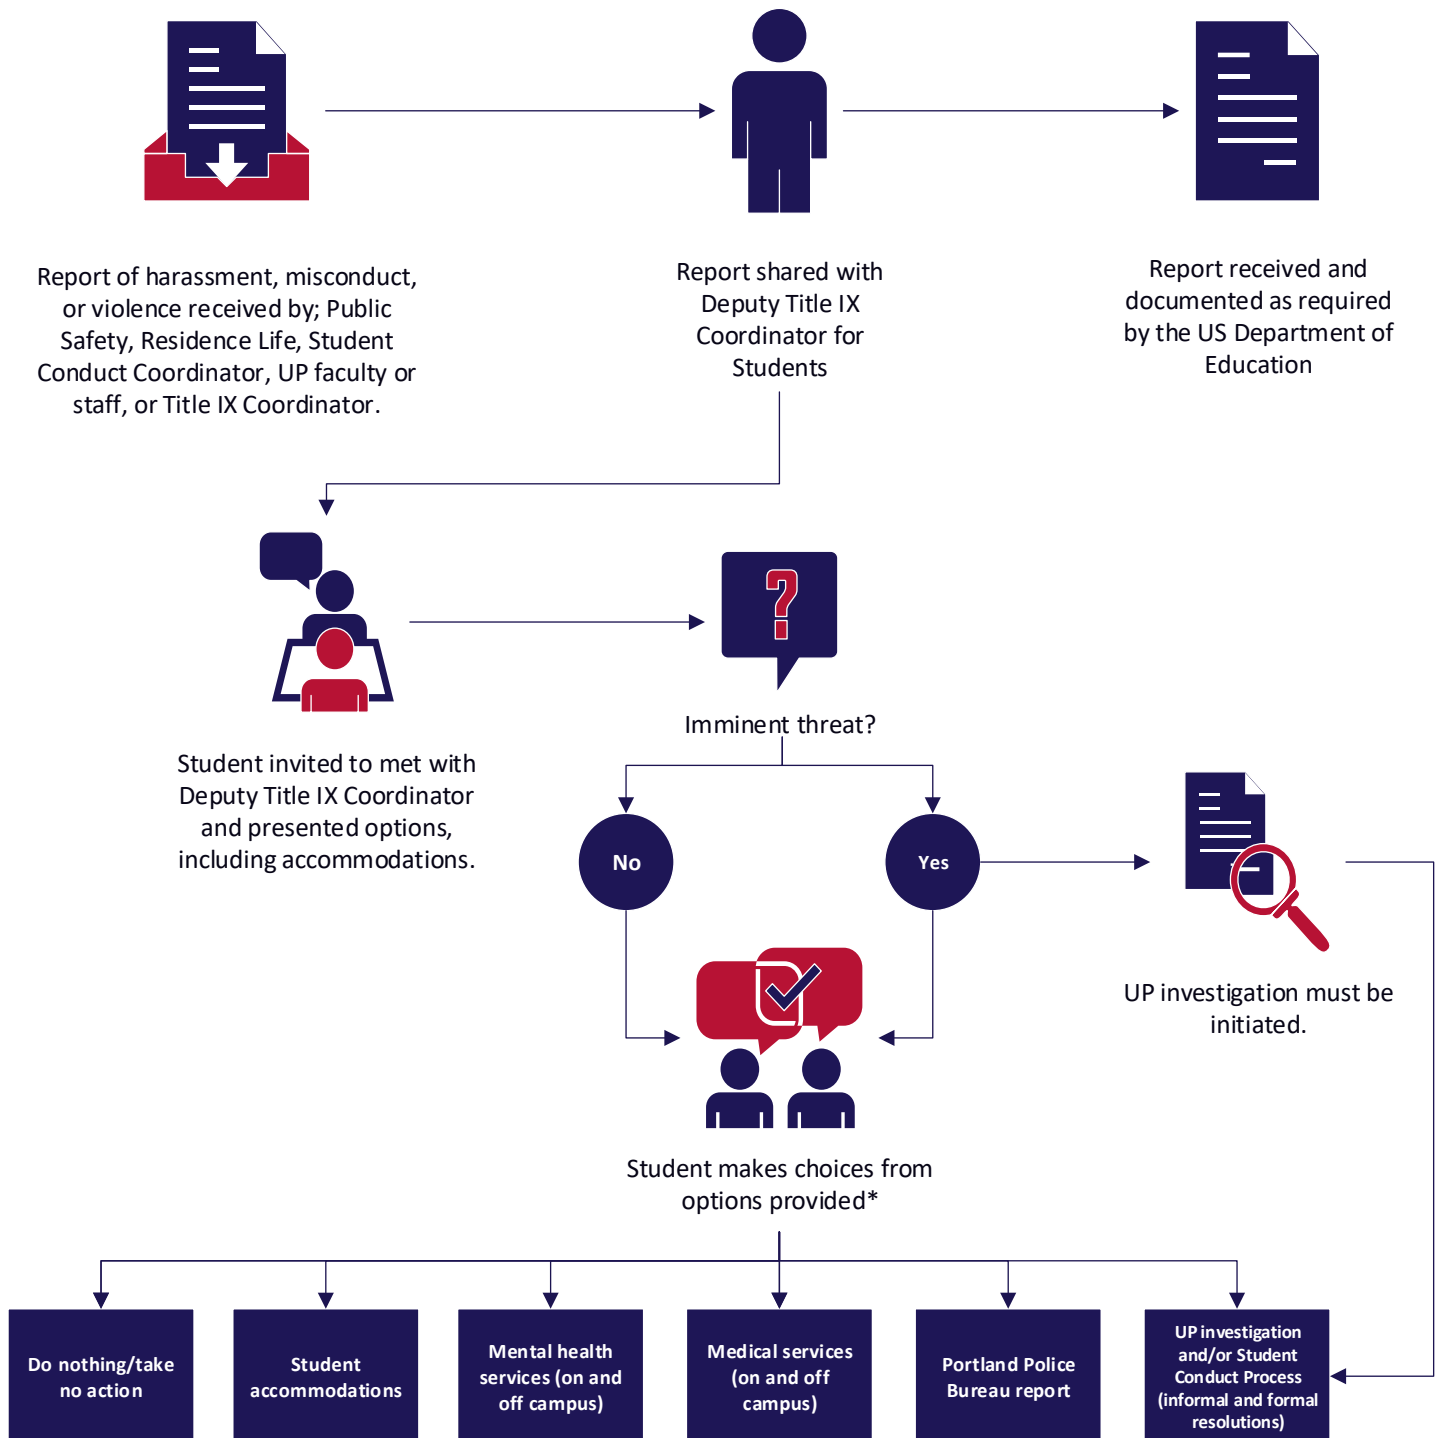 Report of harassment, misconduct,
or violence received by; Public
Safety, Residence Life, Student
Conduct Coordinator, UP faculty or
staff, or Title IX Coordinator.
Report shared with
Deputy Title IX
Coordinator for
Students
Report received and
documented as required
by the US Department of
Education
Student invited to met with
Deputy Title IX Coordinator
and presented options,
including accommodations.
?
Imminent threat?
No
Yes
UP investigation must be
initiated.
Student makes choices from
options provided*
Do nothing/take
no action
Student
accommodations
Mental health
services (on and
off campus)
Medical services
(on and off
campus)
Portland Police
Bureau report
UP investigation
and/or Student
Conduct Process
(informal and formal
resolutions)